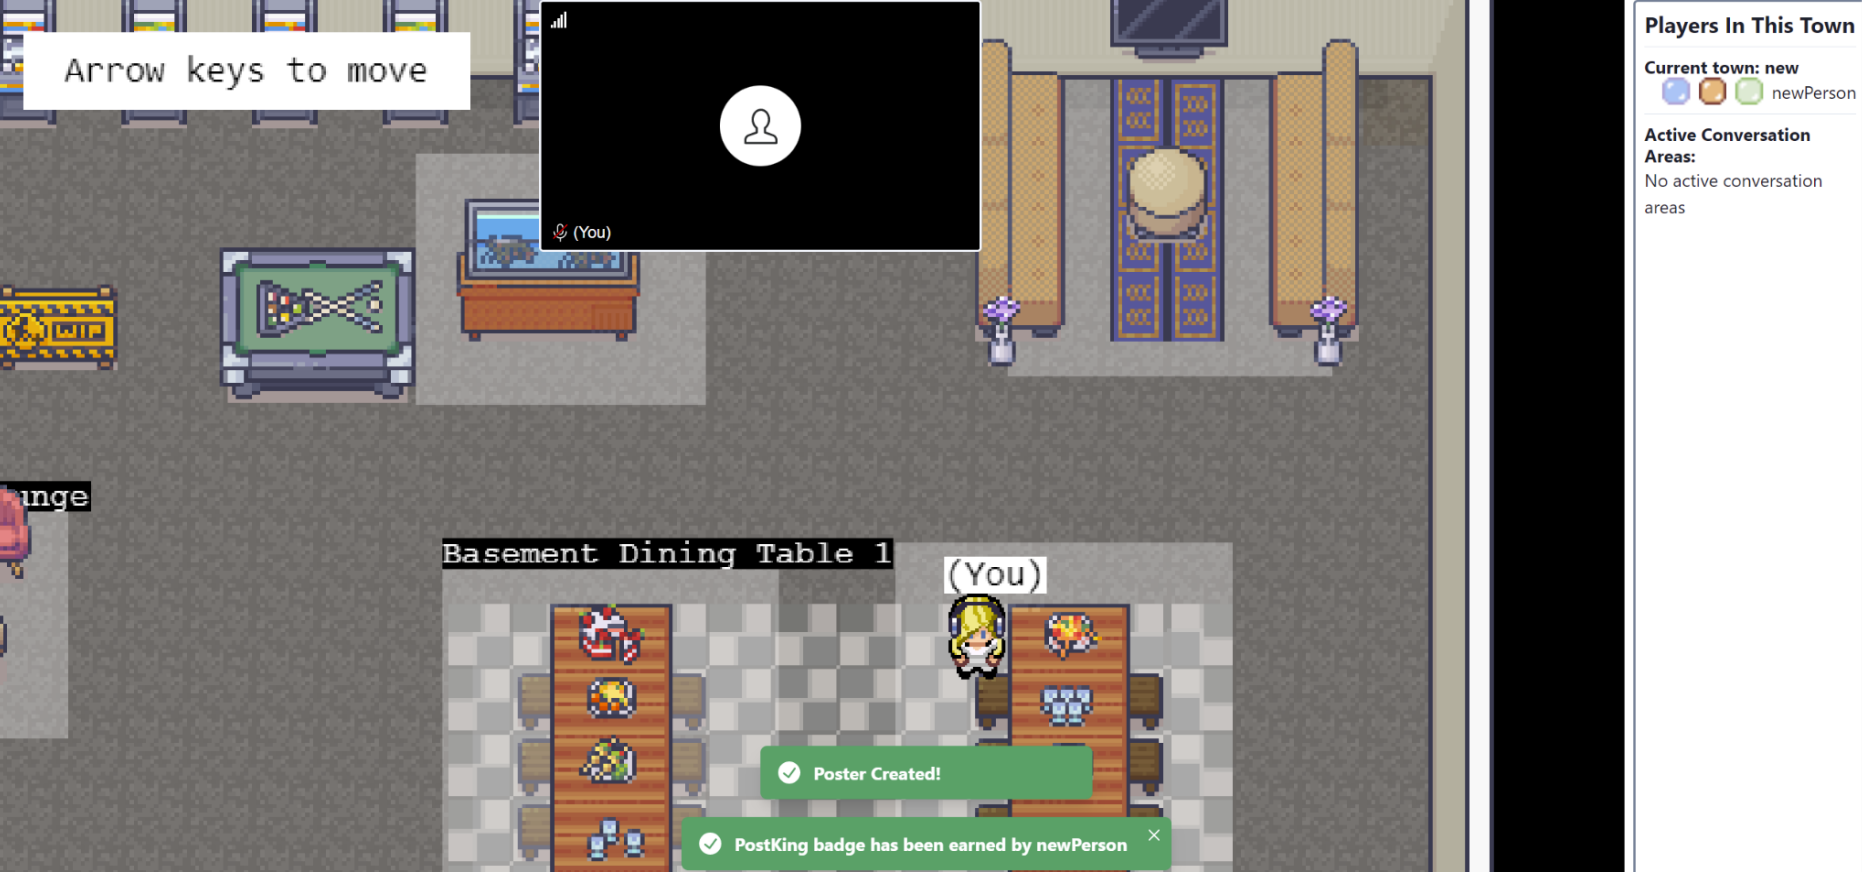 Arrow keys to move
(You)
WIP
unge
Basement Dining Table 1
(You)
Poster Created!
PostKing badge has been earned by newPerson
Players In This Town
Current town: new
newPerson
Active Conversation
Areas:
No active conversation
areas